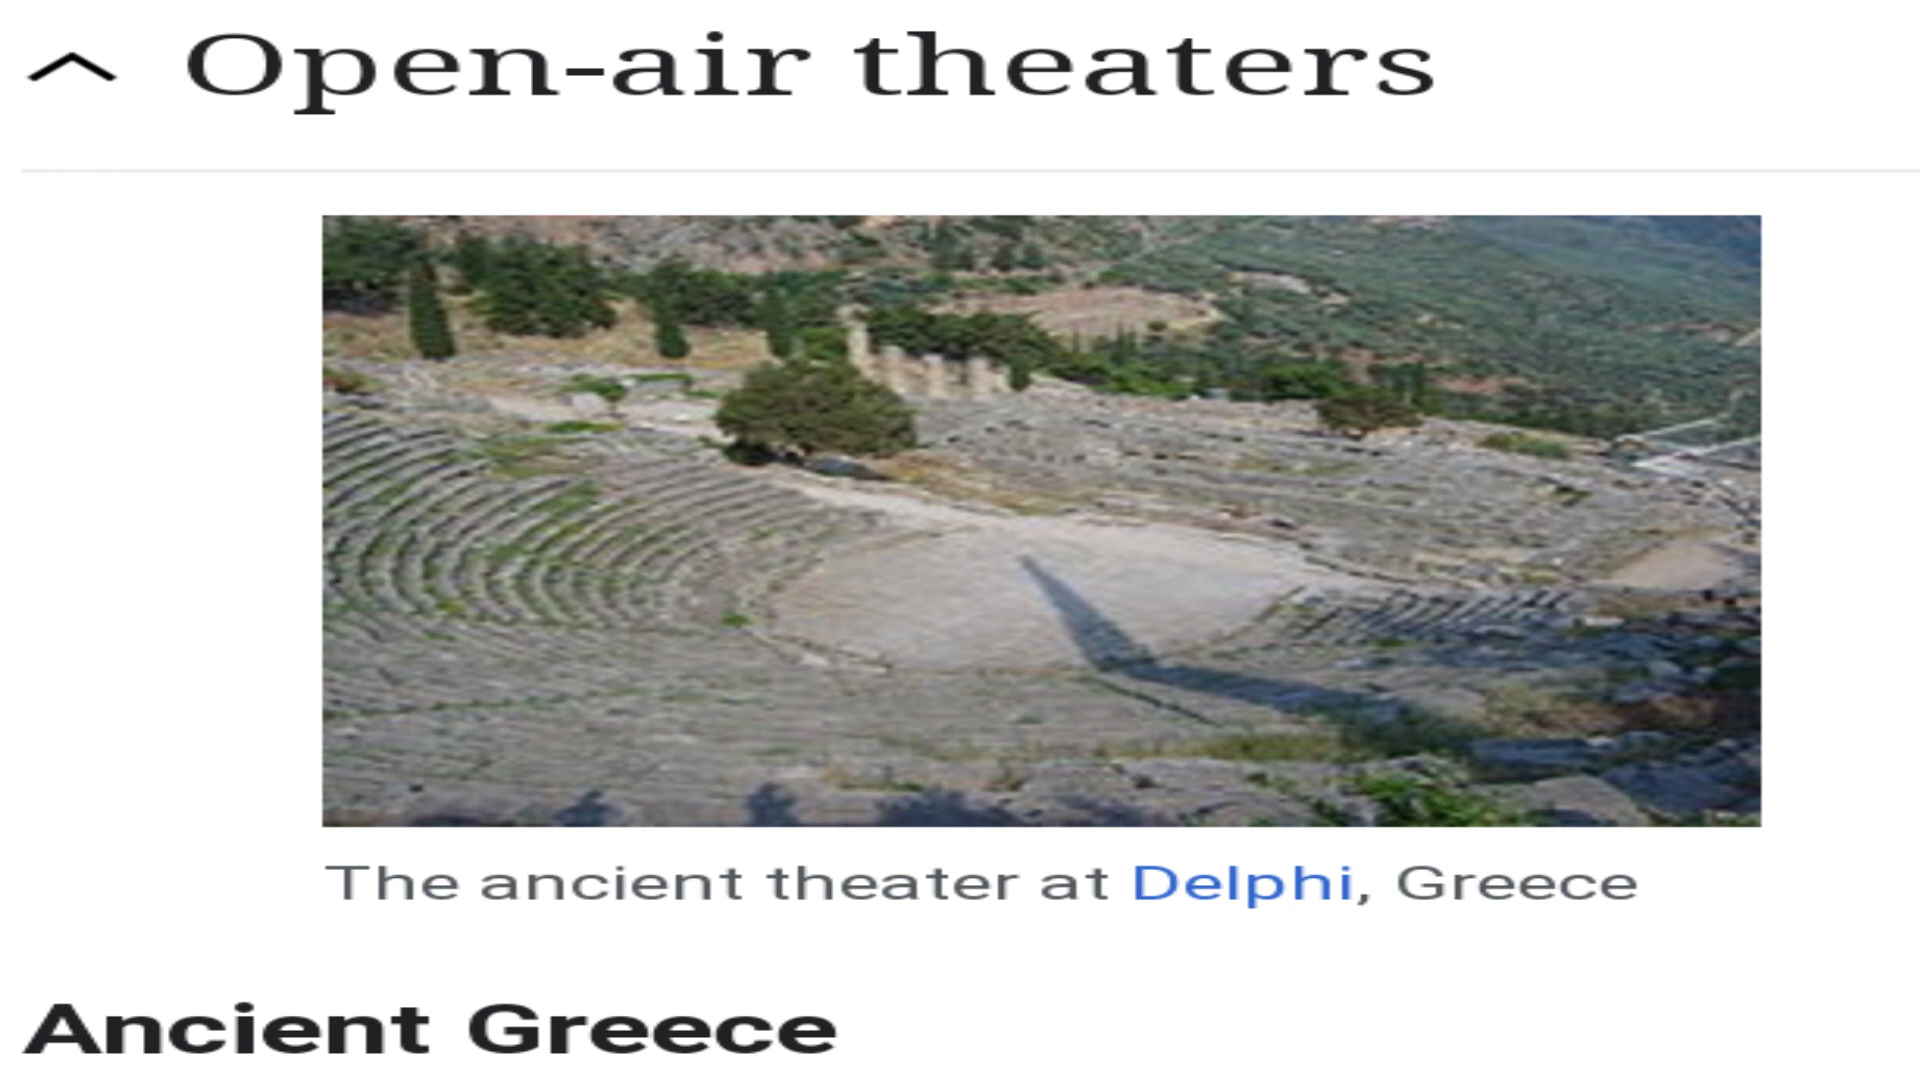 Open-air theaters
The ancient theater at Delphi, Greece
Ancient Greece